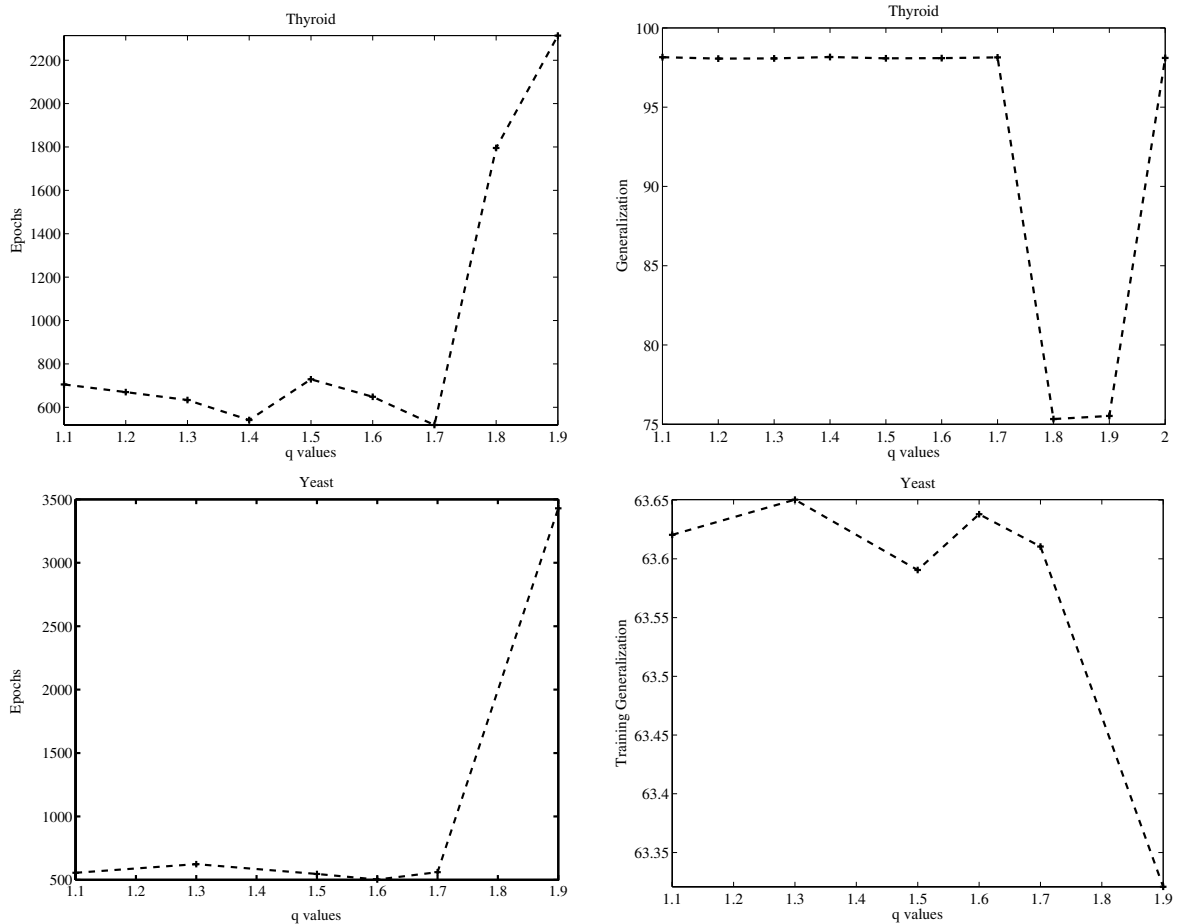 Thyroid
2200
2000
1800
1600
1400
1200
1000
800
600
Epochs
1.1 1.2 1.3 1.4 1.5 1.6 1.7 1.8 1.9
q values
Thyroid
100
95
90
85
80
75
Generalization
1.1 1.2 1.3 1.4 1.5 1.6 1.7 1.8 1.9 2
q values
Yeast
3500
3000
2500
2000
1500
1000
500
Epochs
1.1 1.2 1.3 1.4 1.5 1.6 1.7 1.8 1.9
q values
Yeast
63.65
63.6
63.55
63.5
63.45
63.4
63.35
Training Generalization
1.1 1.2 1.3 1.4 1.5 1.6 1.7 1.8 1.9
q values